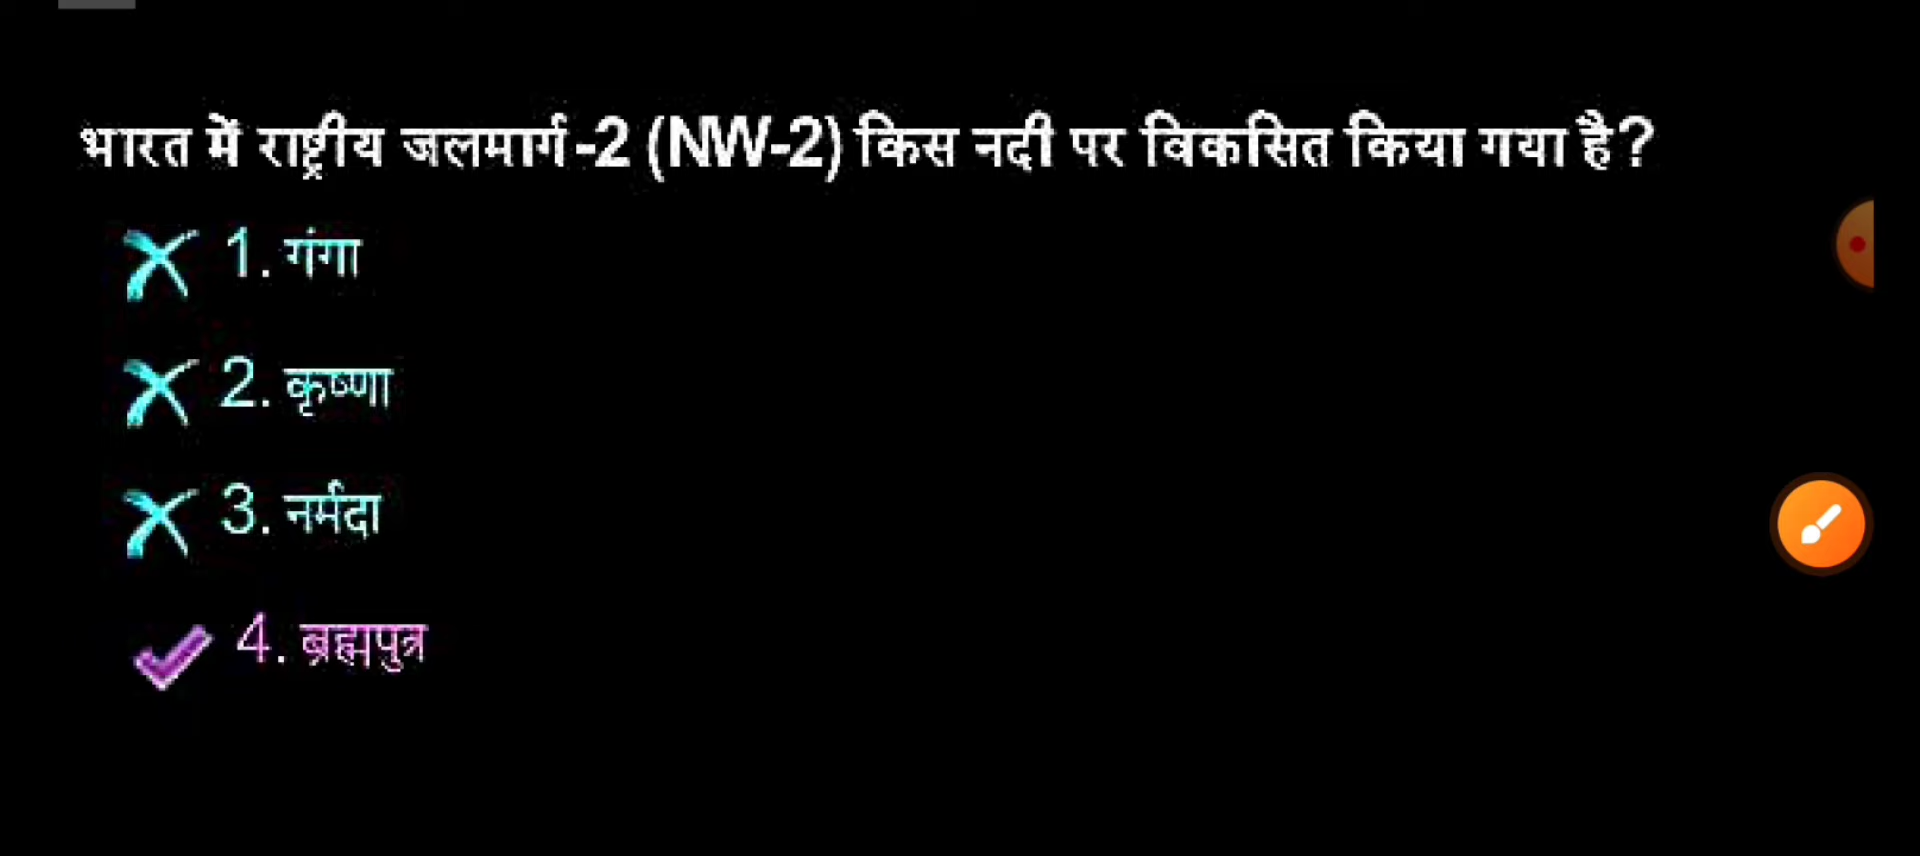 भारत में राष्ट्रीय जलमार्ग-2 (NW-2) किस नदी पर विकसित किया गया है?
1. गंगा
2. कृष्णा
3. नर्मदा
4. ब्रह्मपुत्र